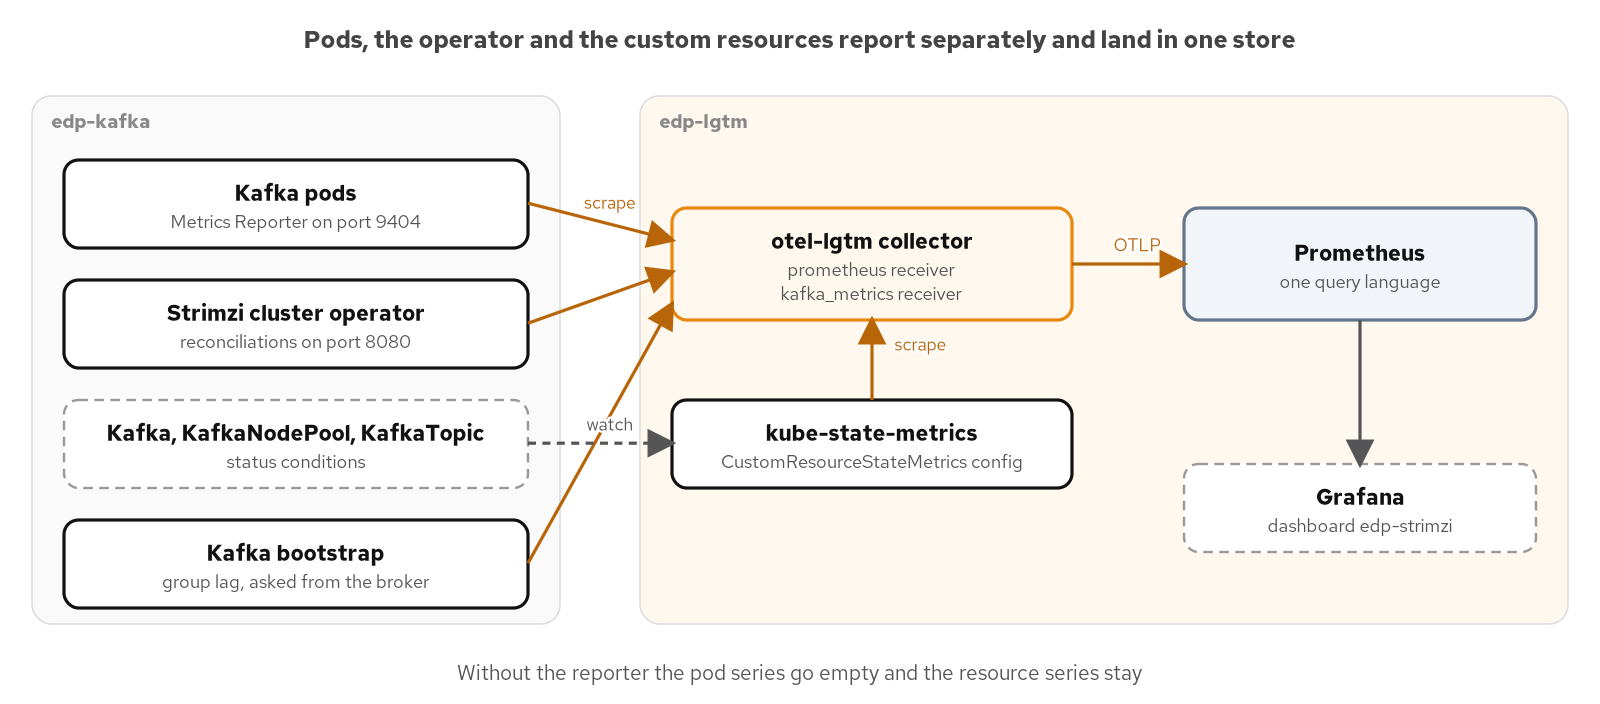 Pods, the operator and the custom resources report separately and land in one store
edp-kafka
Kafka pods
Metrics Reporter on port 9404
Strimzi cluster operator
reconciliations on port 8080
Kafka, KafkaNodePool, KafkaTopic
status conditions
Kafka bootstrap
group lag, asked from the broker
scrape
watch
edp-lgtm
otel-lgtm collector
prometheus receiver
kafka_metrics receiver
scrape
kube-state-metrics
CustomResourceStateMetrics config
OTLP
Prometheus
one query language
Grafana
dashboard edp-strimzi
Without the reporter the pod series go empty and the resource series stay